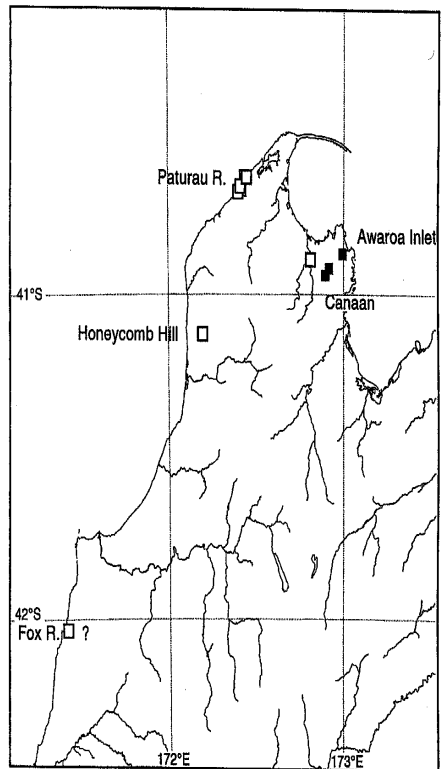 Paturau R.
Awaroa Inlet
41°S
Canaan
Honeycomb Hill
42°S
Fox R. ?
172°E
173°E